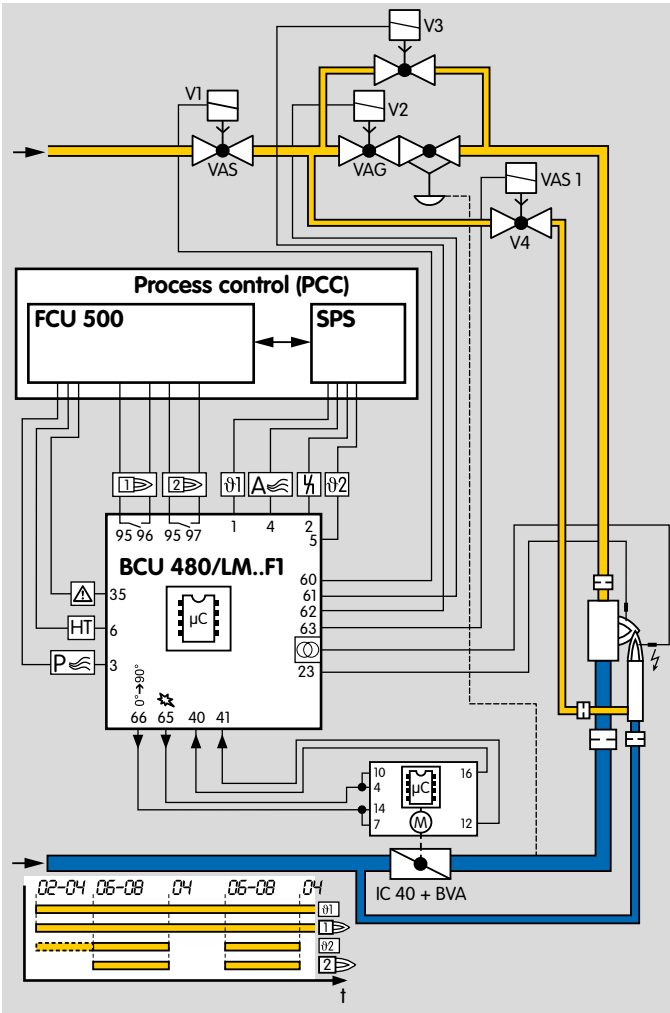 V3
V1
V2
VAS
VAG
VAS 1
V4
Process control (PCC)
FCU 500
SPS
1
2
ϑ1
A
ϑ2
95 96
95 97
1
4
2
5
BCU 480/LM..F1
µC
60
61
62
63
23
35
HT
6
P
3
0°→90°
66
65
40
41
10
4
14
7
16
12
µC
M
IC 40 + BVA
02-04
06-08
04
06-08
04
ϑ1
1
ϑ2
2
t